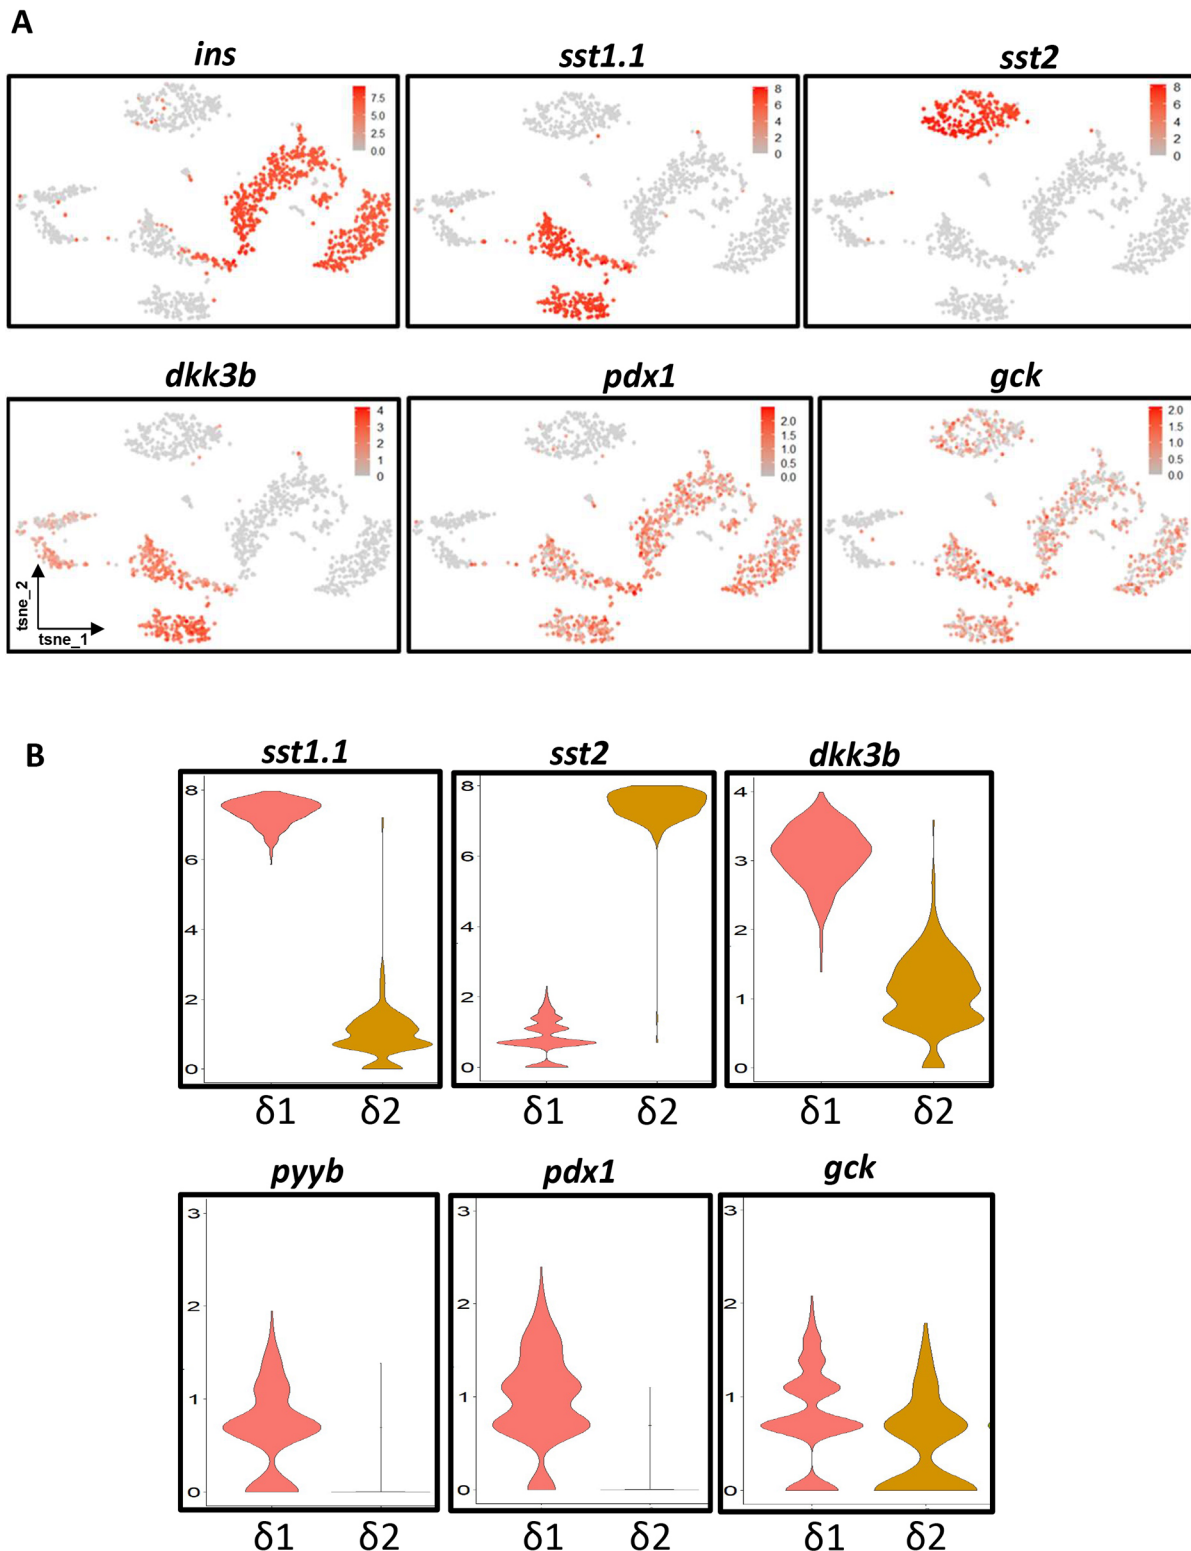 A
ins sst1.1 sst2
7.5 8 8
5.0 6 6
2.5 4 4
0.0 2 2
0 0
dkk3b pdx1 gck
4 2.0 2.0
3 1.5 1.5
2 1.0 1.0
1 0.5 0.5
0 0.0 0.0
tsne_2
tsne_1
B
sst1.1 sst2 dkk3b
8 8 4
6 6 3
4 4 2
2 2 1
0 0 0
δ1 δ2 δ1 δ2 δ1 δ2
pyyb pdx1 gck
3 3 3
2 2 2
1 1 1
0 0 0
δ1 δ2 δ1 δ2 δ1 δ2